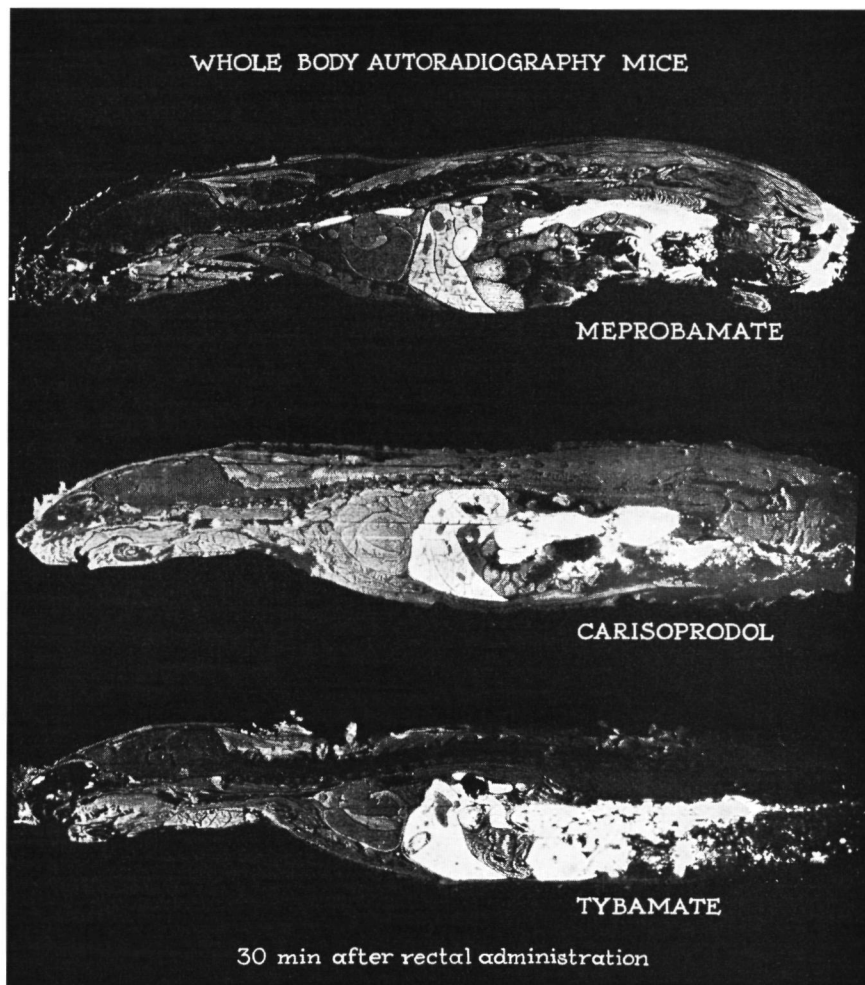 WHOLE BODY AUTORADIOGRAPHY MICE
MEPROBAMATE
CARISOPRODOL
TYBAMATE
30 min after rectal administration